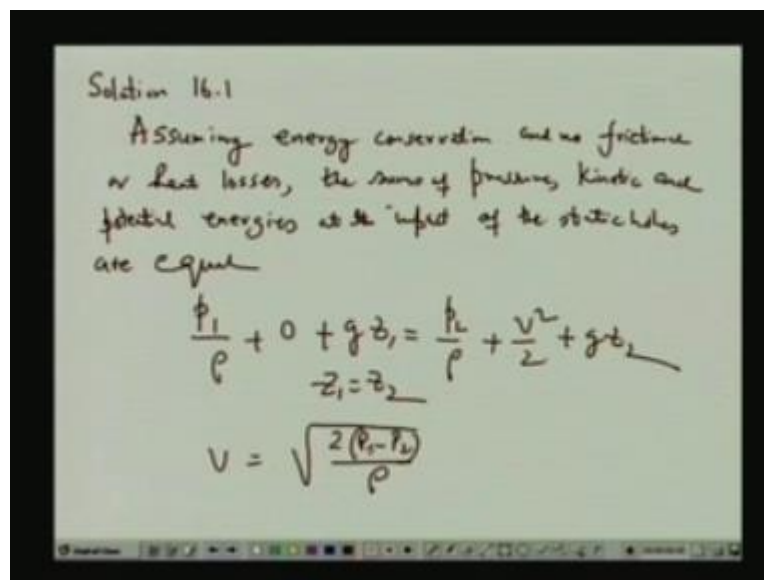 Solution 16.1
Assuming energy conservation and no frictional
or heat losses, the sums of pressure, kinetic and
potential energies at the input of the static holes
are equal
p₁/ρ + 0 + gz₁ = p₂/ρ + v²/2 + gz₂
z₁ = z₂
v = √(2(p₁-p₂)/ρ)